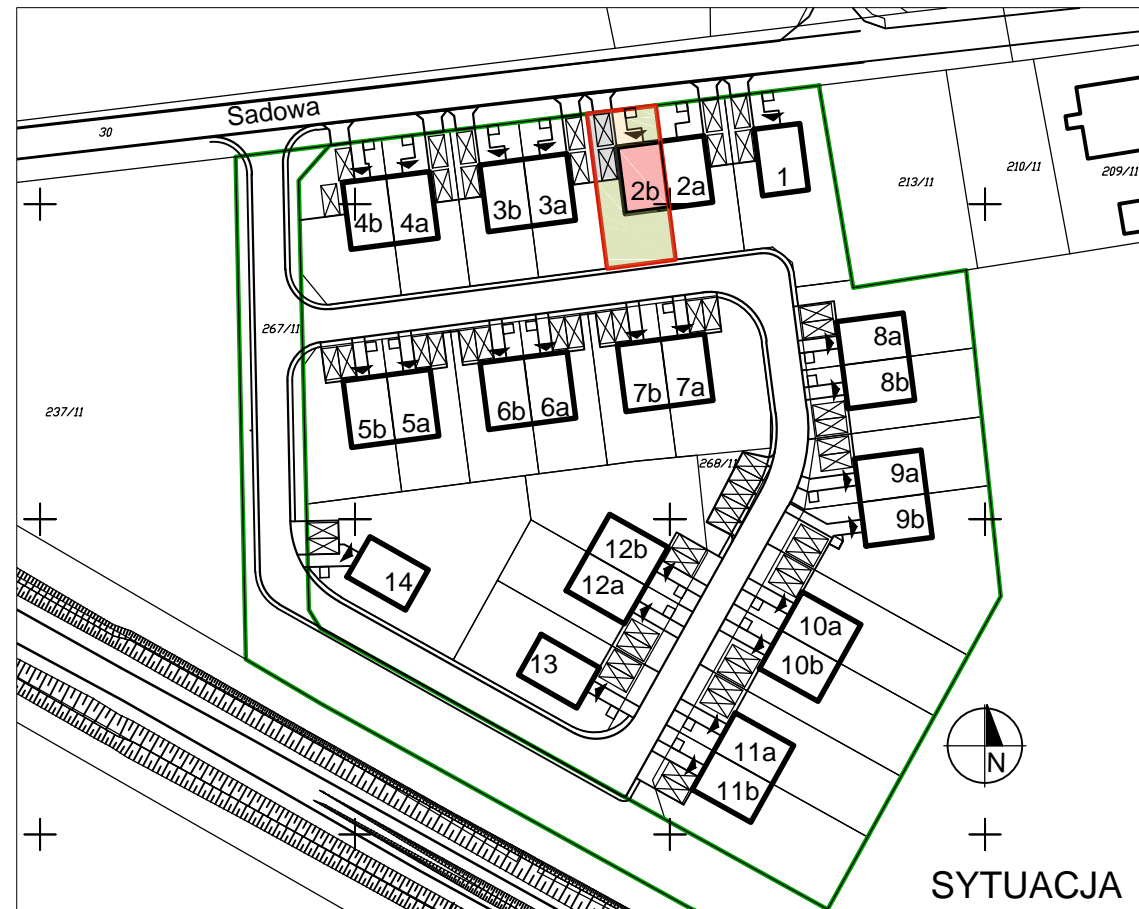 Sadowa
30
213/11
210/11
209/11
4b
4a
3b
3a
2b
2a
1
267/11
237/11
8a
8b
5b
5a
6b
6a
7b
7a
268/11
9a
9b
12b
12a
14
13
10a
10b
11a
11b
N
SYTUACJA